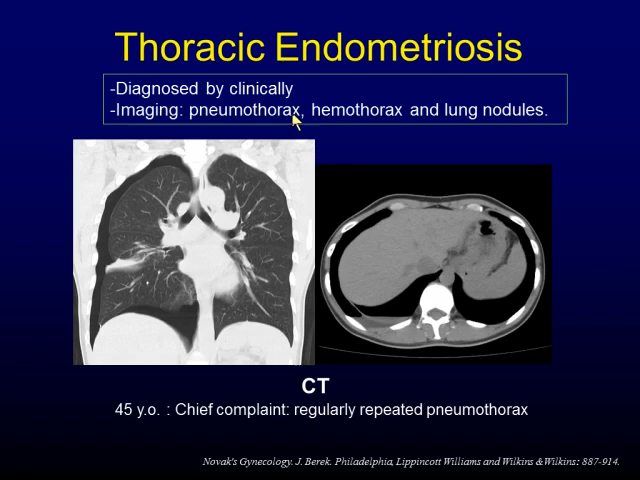 Thoracic Endometriosis
-Diagnosed by clinically
-Imaging: pneumothorax, hemothorax and lung nodules.
CT
45 y.o. : Chief complaint: regularly repeated pneumothorax
Novak's Gynecology. J. Berek. Philadelphia, Lippincott Williams and Wilkins &Wilkins: 887-914.